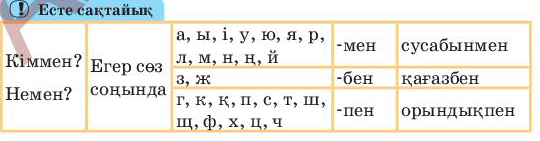 ! Есте сақтайық
Кіммен?
Немен?
Егер сөз
соңында
а, ы, і, у, ю, я, р,
л, м, н, ң, й
-мен
сусабынмен
з, ж
-бен
қағазбен
г, к, қ, п, с, т, ш,
щ, ф, х, ц, ч
-пен
орындықпен